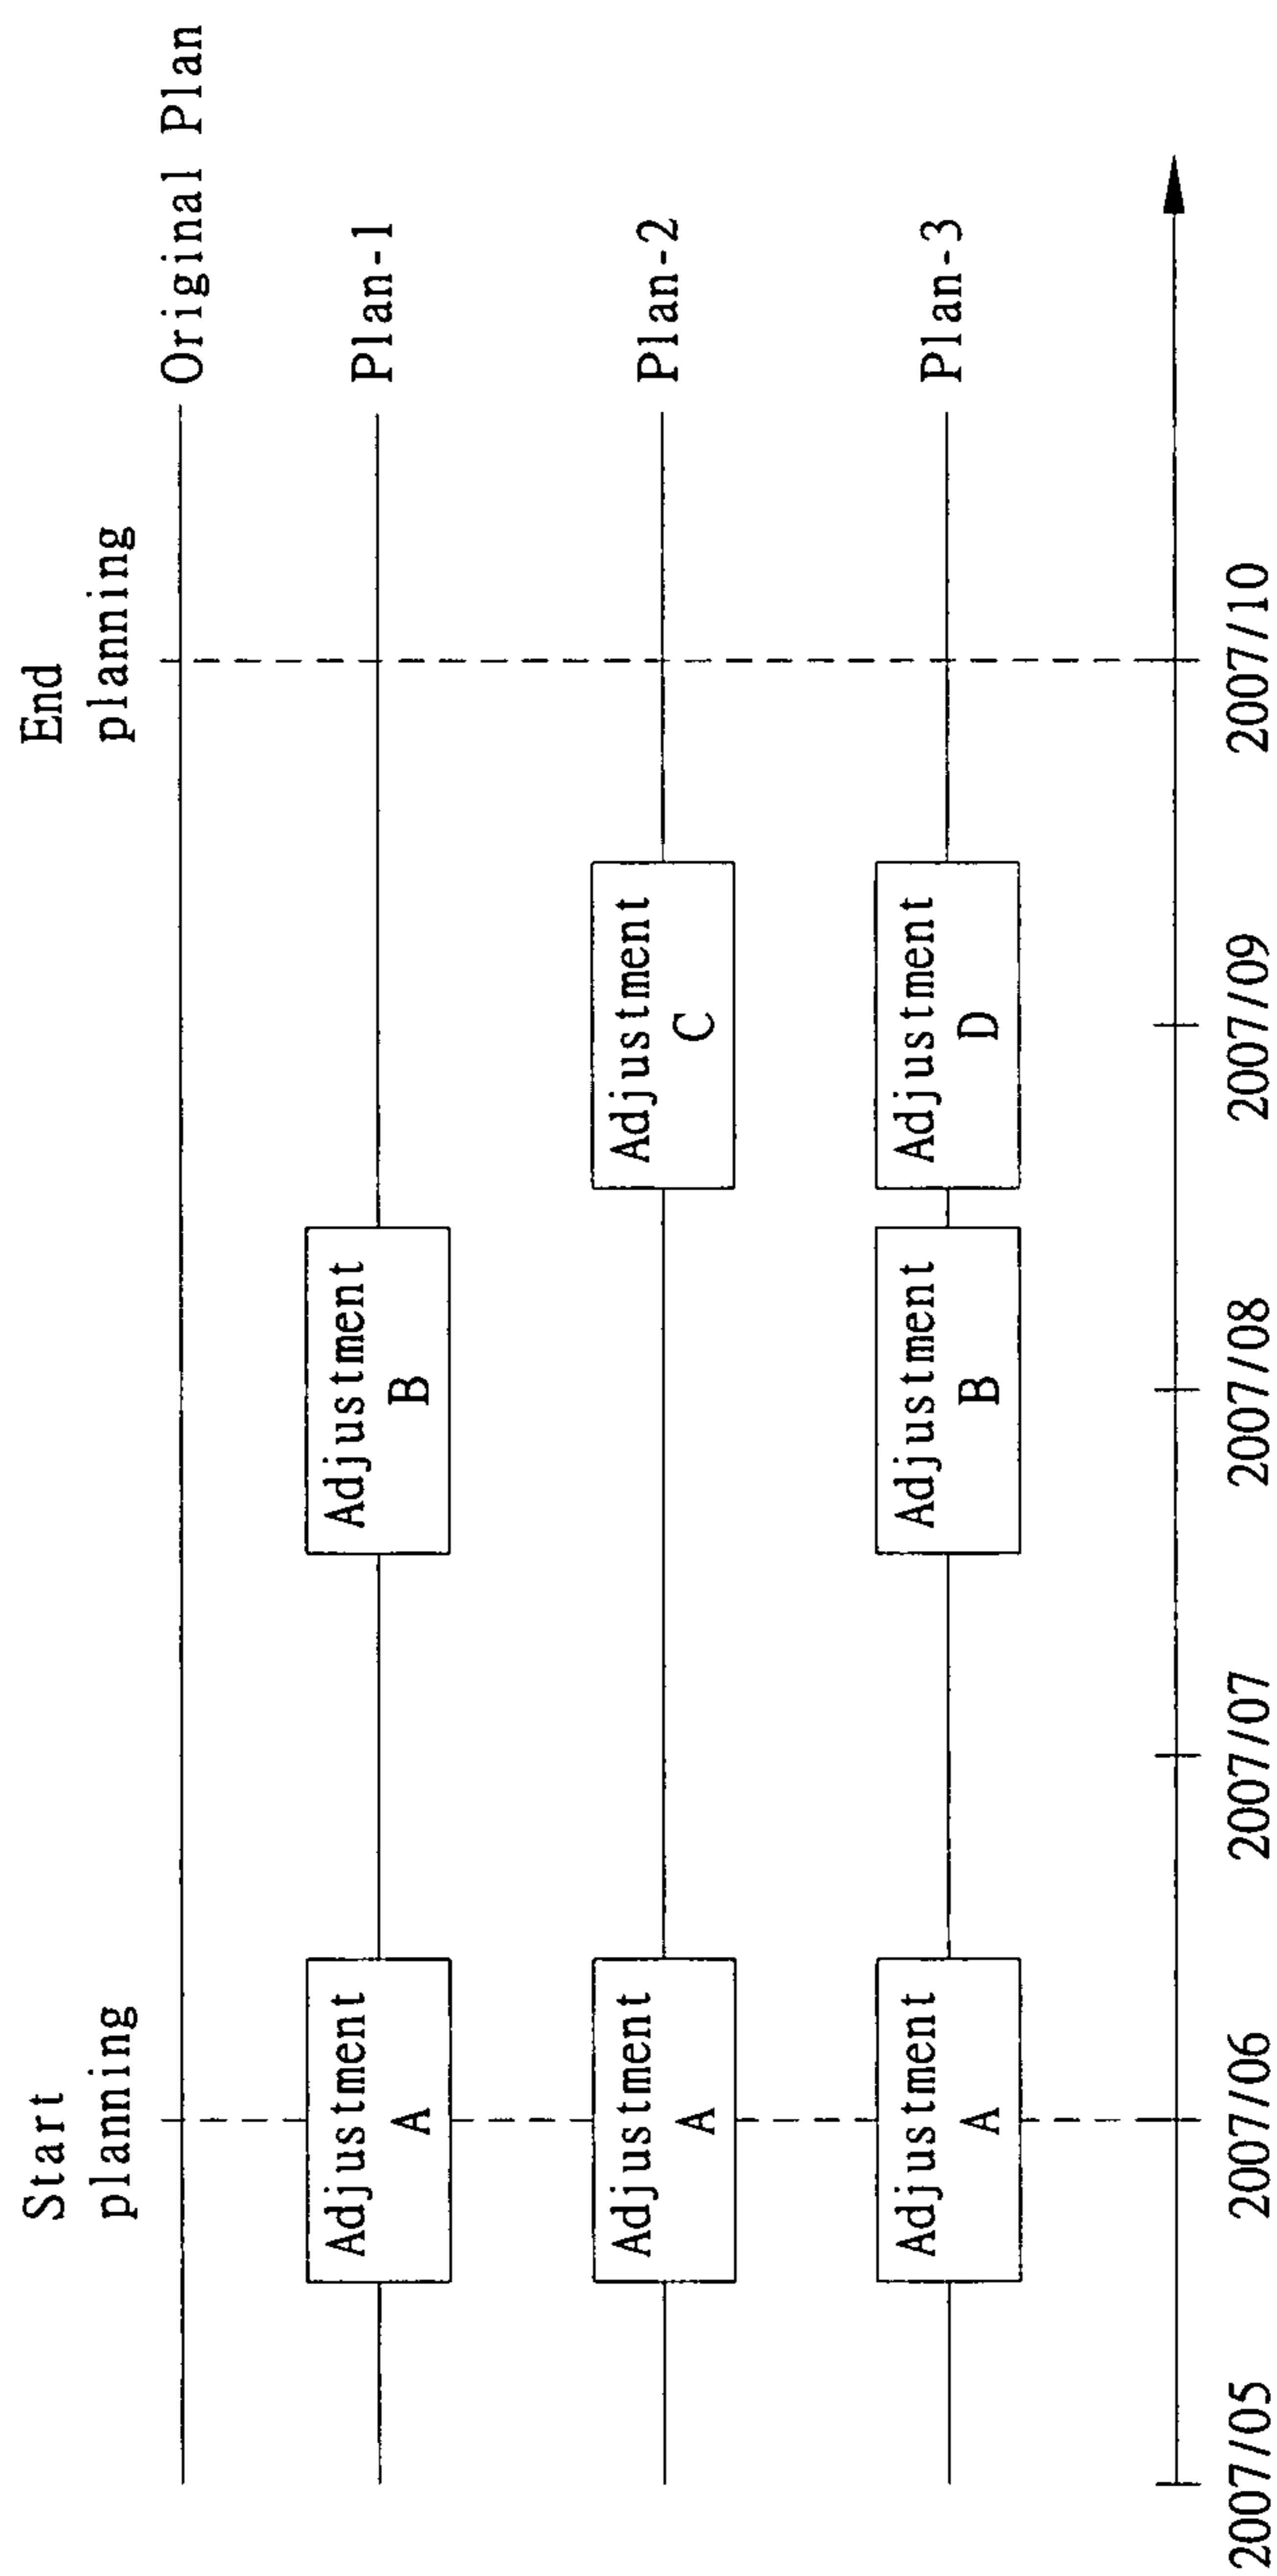 Start
planning
End
planning
Original Plan
Adjustment
A
Adjustment
B
Plan-1
Adjustment
A
Adjustment
C
Plan-2
Adjustment
A
Adjustment
B
Adjustment
D
Plan-3
2007/05
2007/06
2007/07
2007/08
2007/09
2007/10